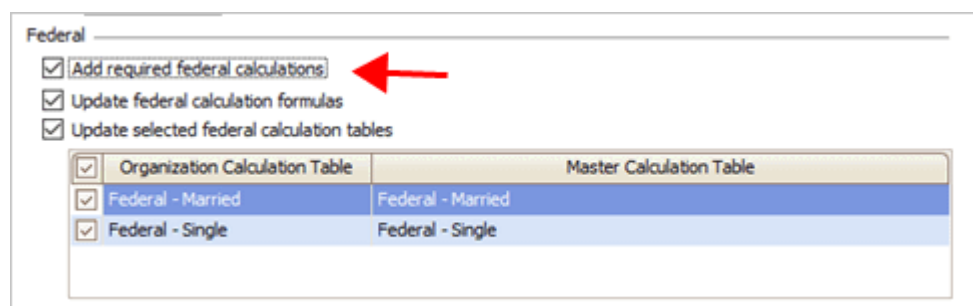 Federal
Add required federal calculations
Update federal calculation formulas
Update selected federal calculation tables
Organization Calculation Table Master Calculation Table
Federal - Married Federal - Married
Federal - Single Federal - Single